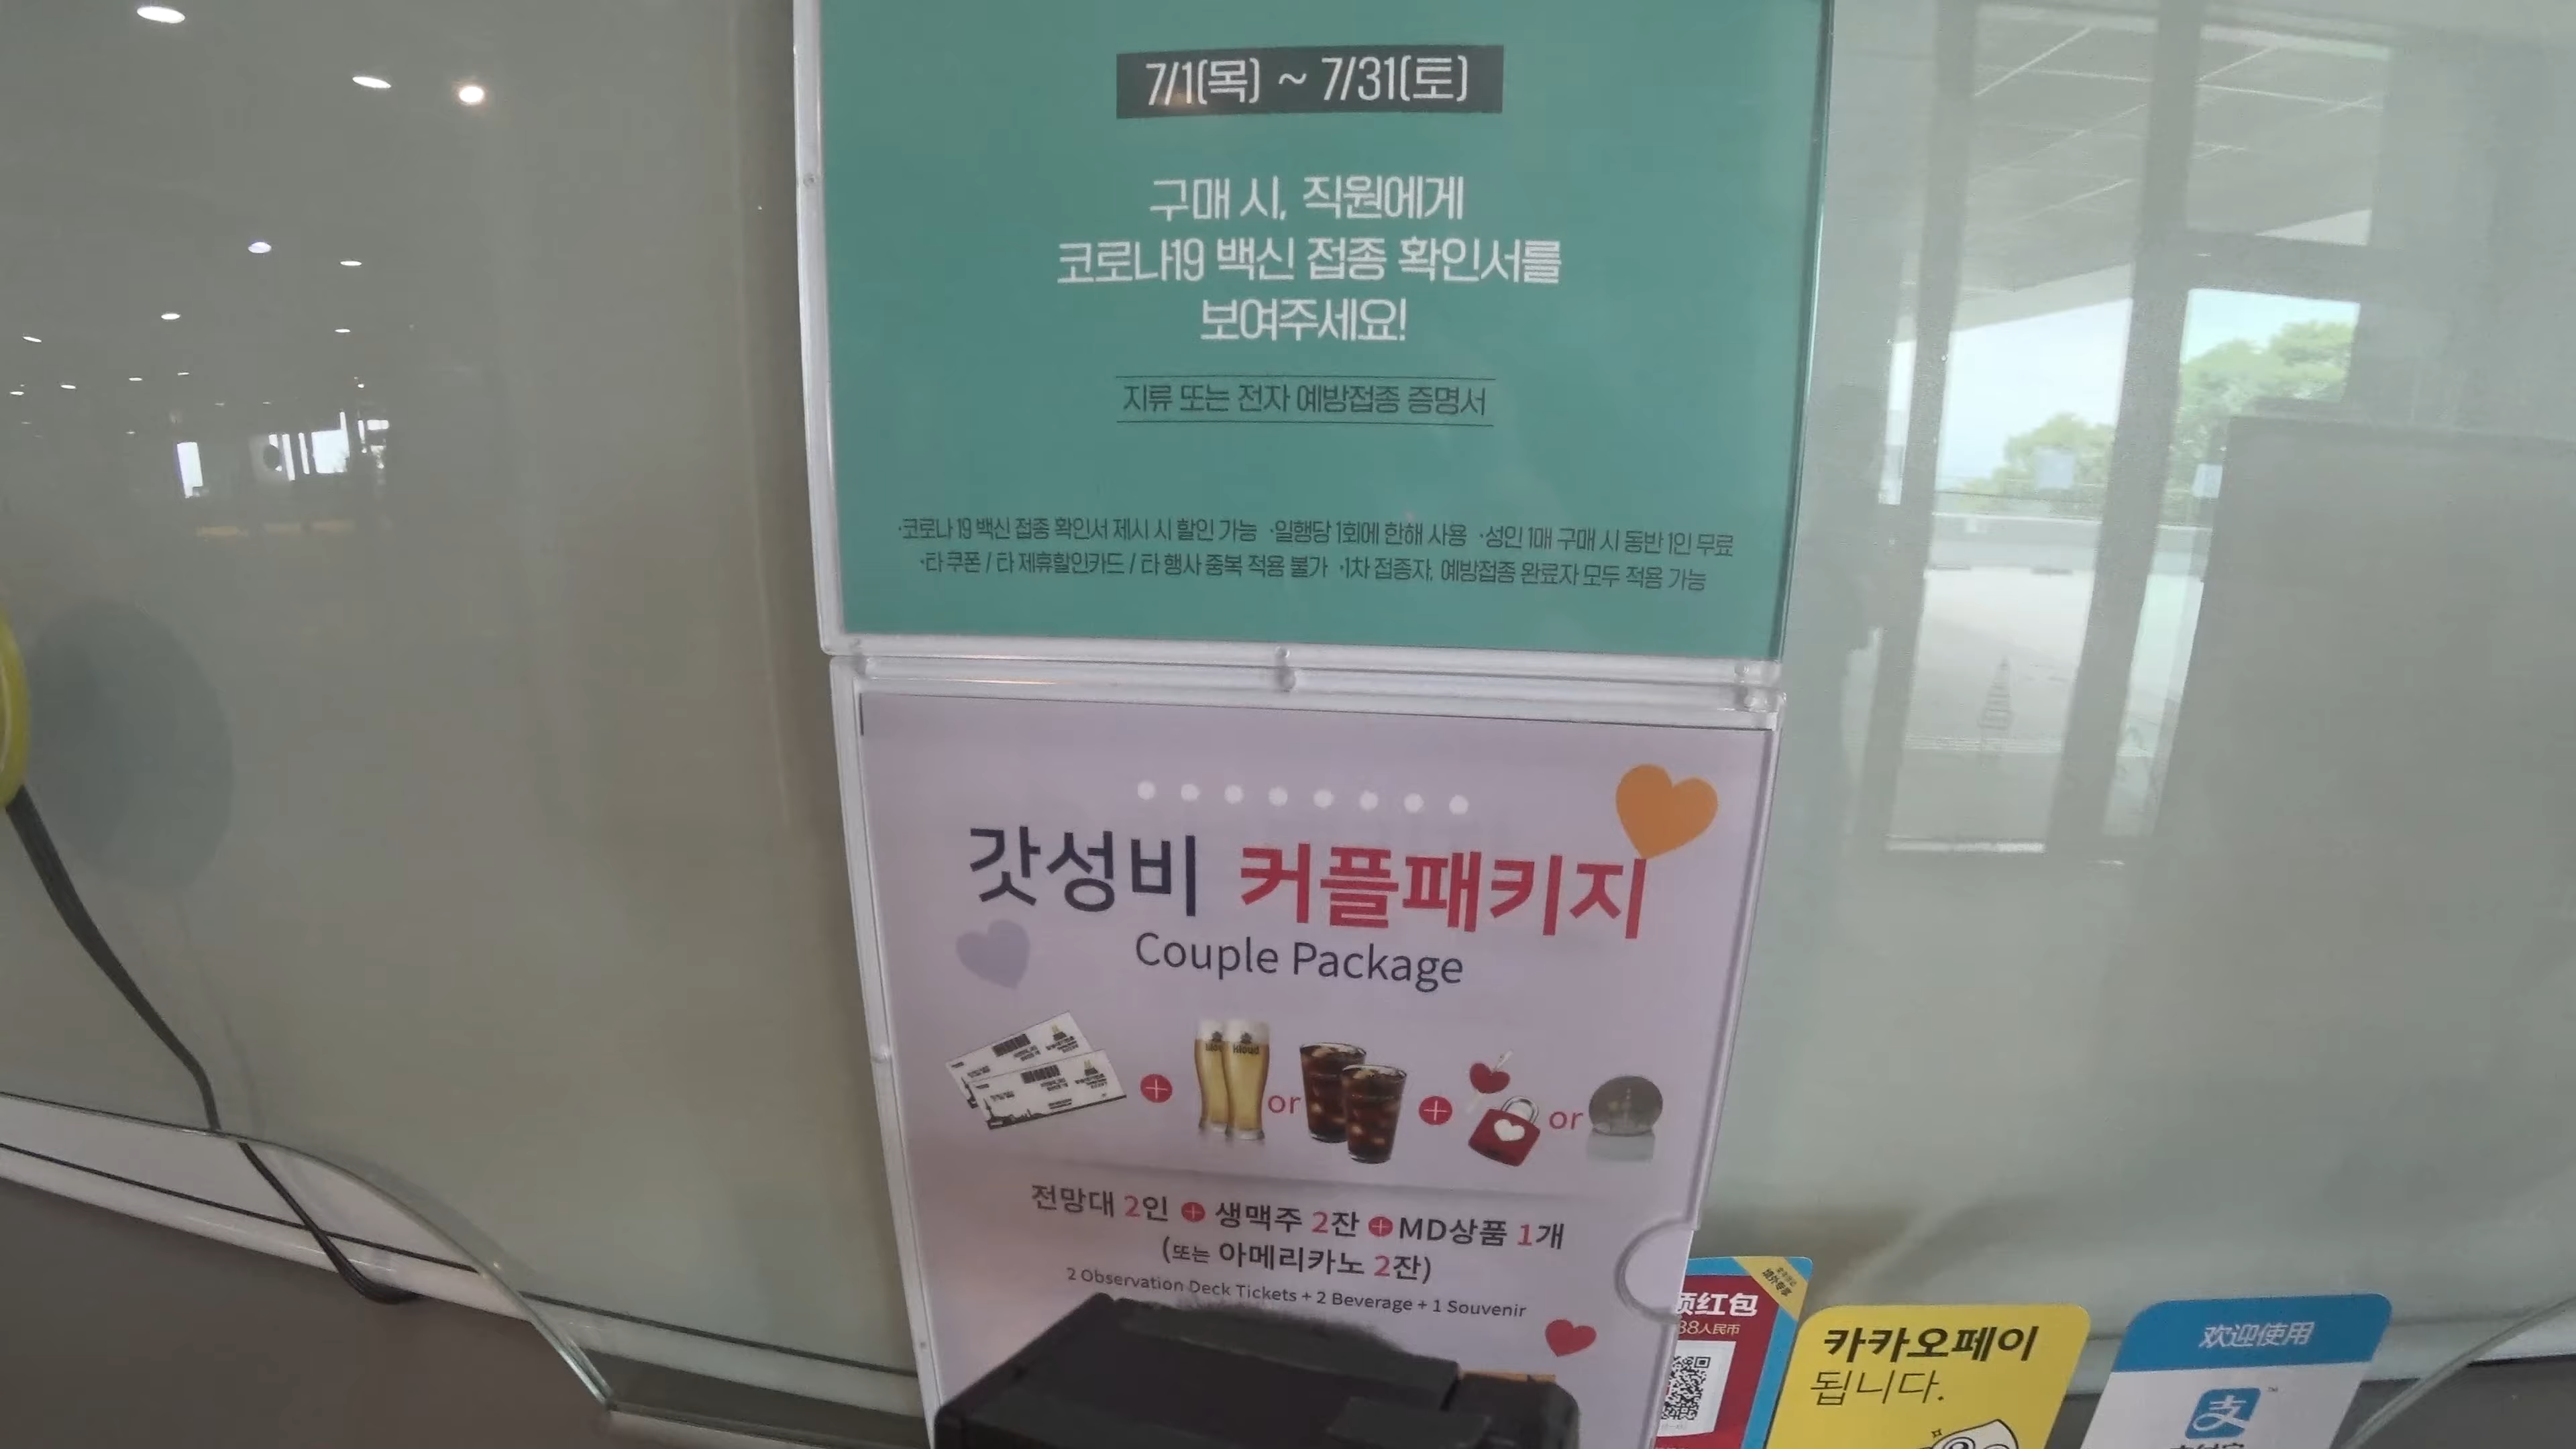 7/1(목) ~ 7/31(토)
구매 시, 직원에게
코로나19 백신 접종 확인서를
보여주세요!
지류 또는 전자 예방접종 증명서
·코로나 19 백신 접종 확인서 제시 시 할인 가능 ·일행당 1회에 한해 사용 ·성인 1매 구매 시 동반 1인 무료
·타 쿠폰 / 타 제휴할인카드 / 타 행사 중복 적용 불가 ·1차 접종자, 예방접종 완료자 모두 적용 가능
갓성비 커플패키지
Couple Package
Kloud
or
or
전망대 2인 + 생맥주 2잔 + MD상품 1개
(또는 아메리카노 2잔)
2 Observation Deck Tickets + 2 Beverage + 1 Souvenir
领红包
88人民币
카카오페이
됩니다.
欢迎使用
支